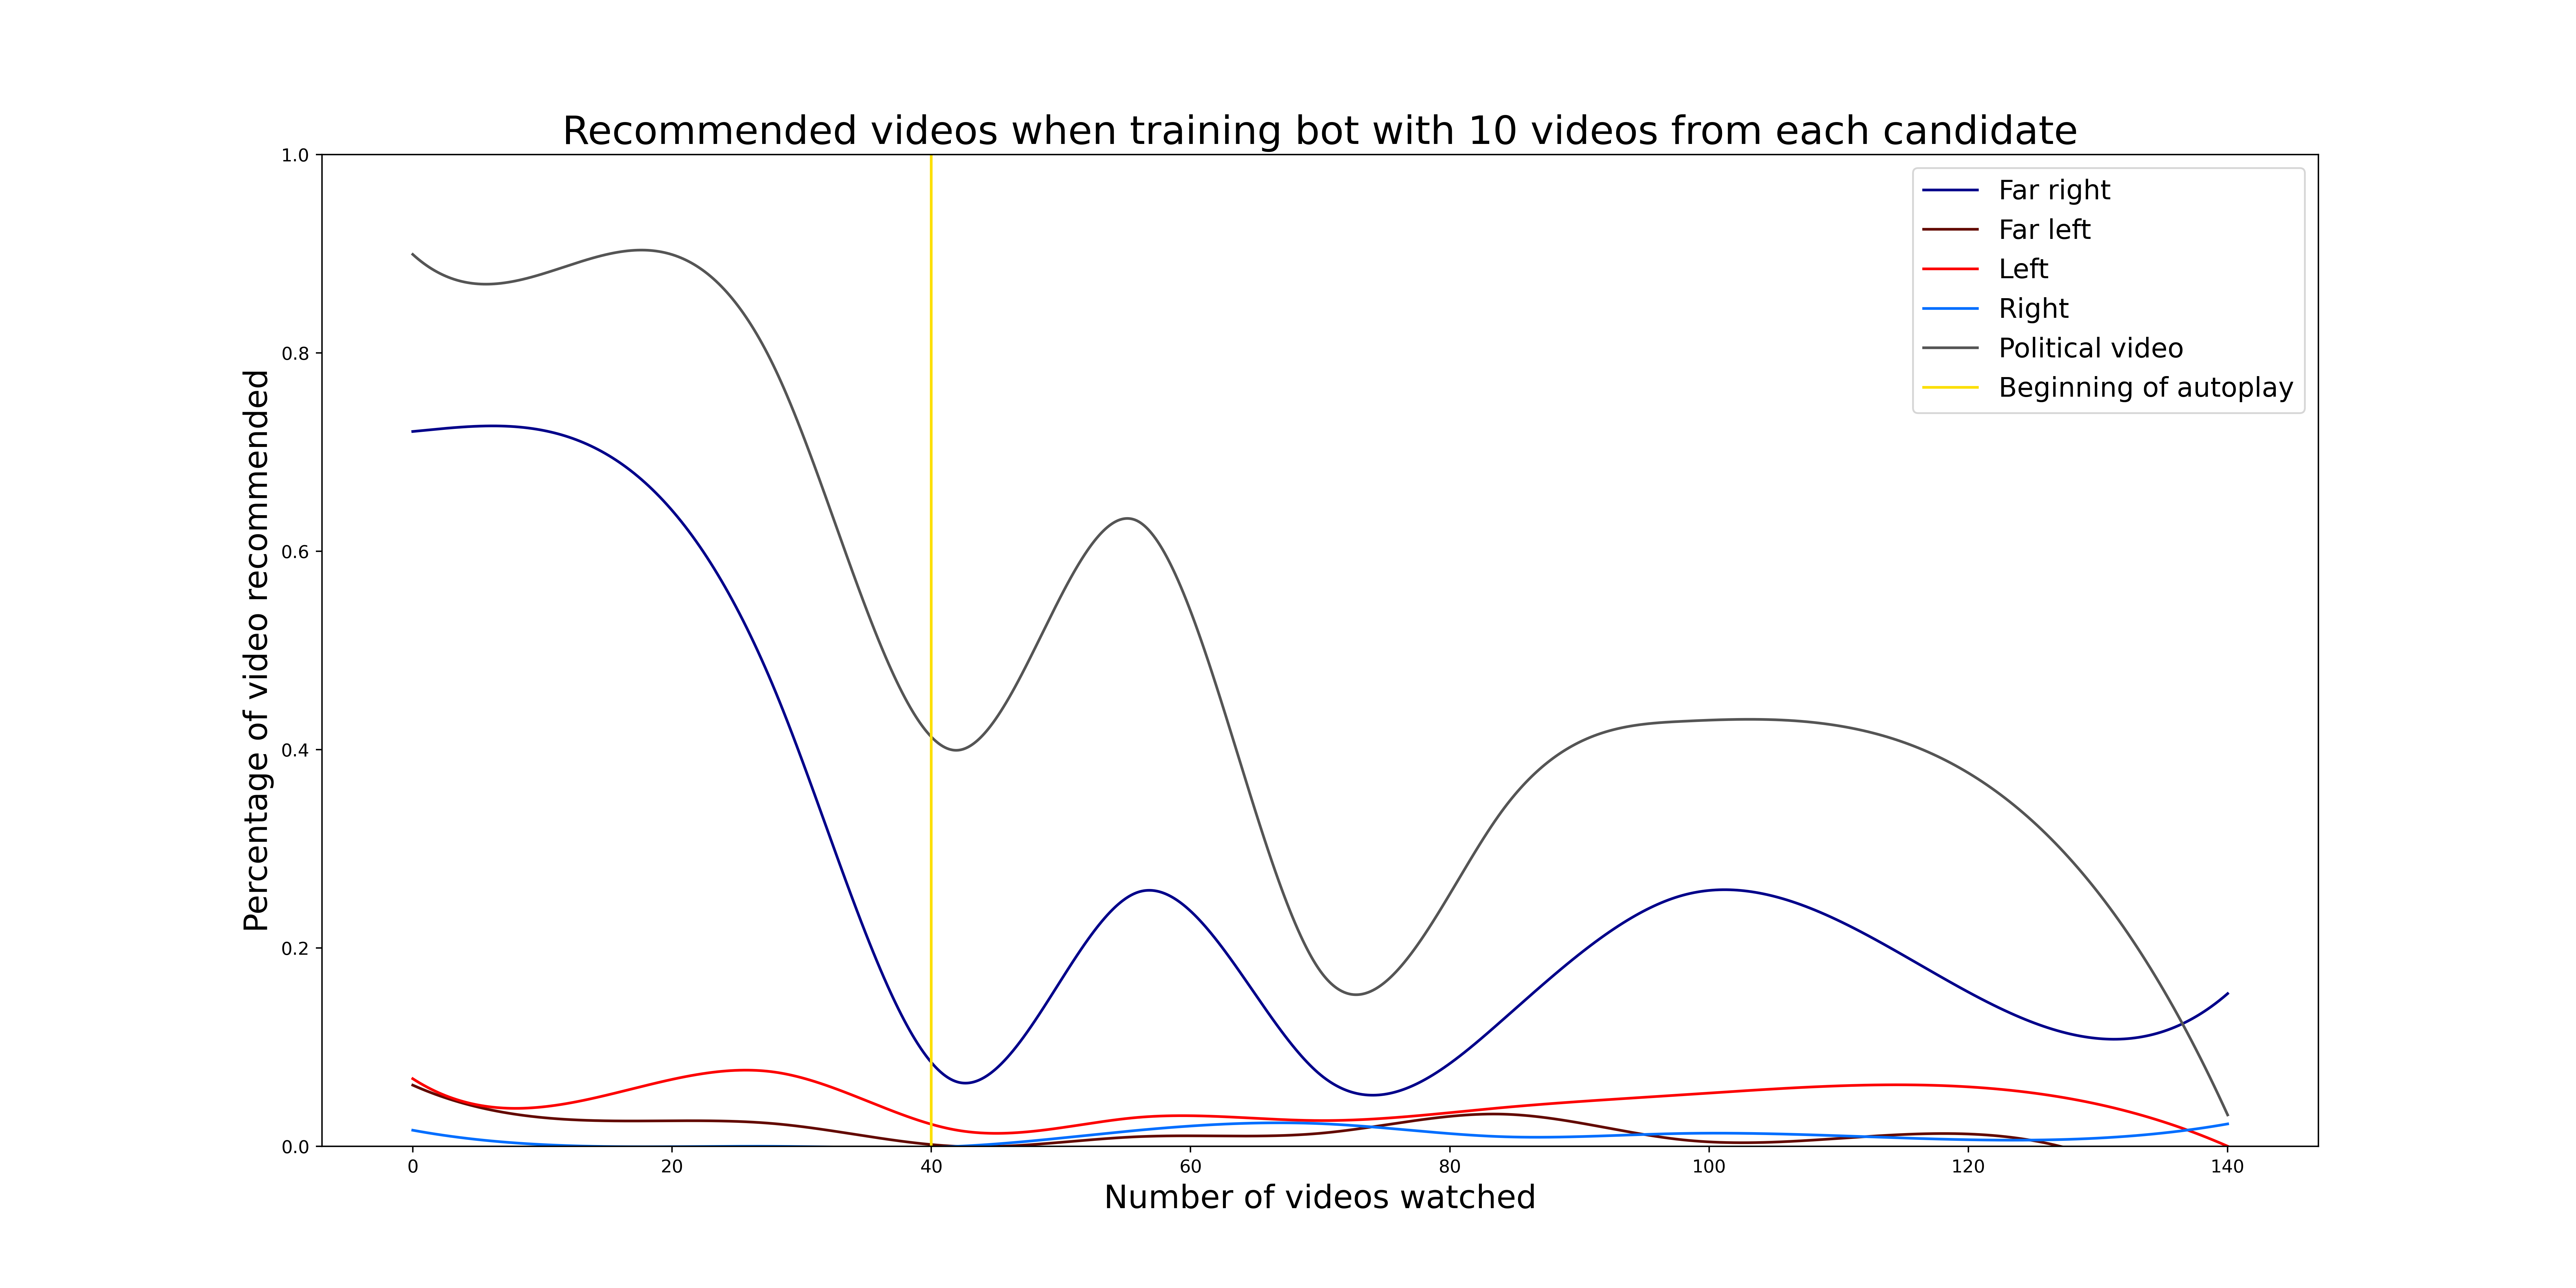 Recommended videos when training bot with 10 videos from each candidate
1.0
0.8
0.6
0.4
0.2
0.0
Percentage of video recommended
Far right
Far left
Left
Right
Political video
Beginning of autoplay
0 20 40 60 80 100 120 140
Number of videos watched